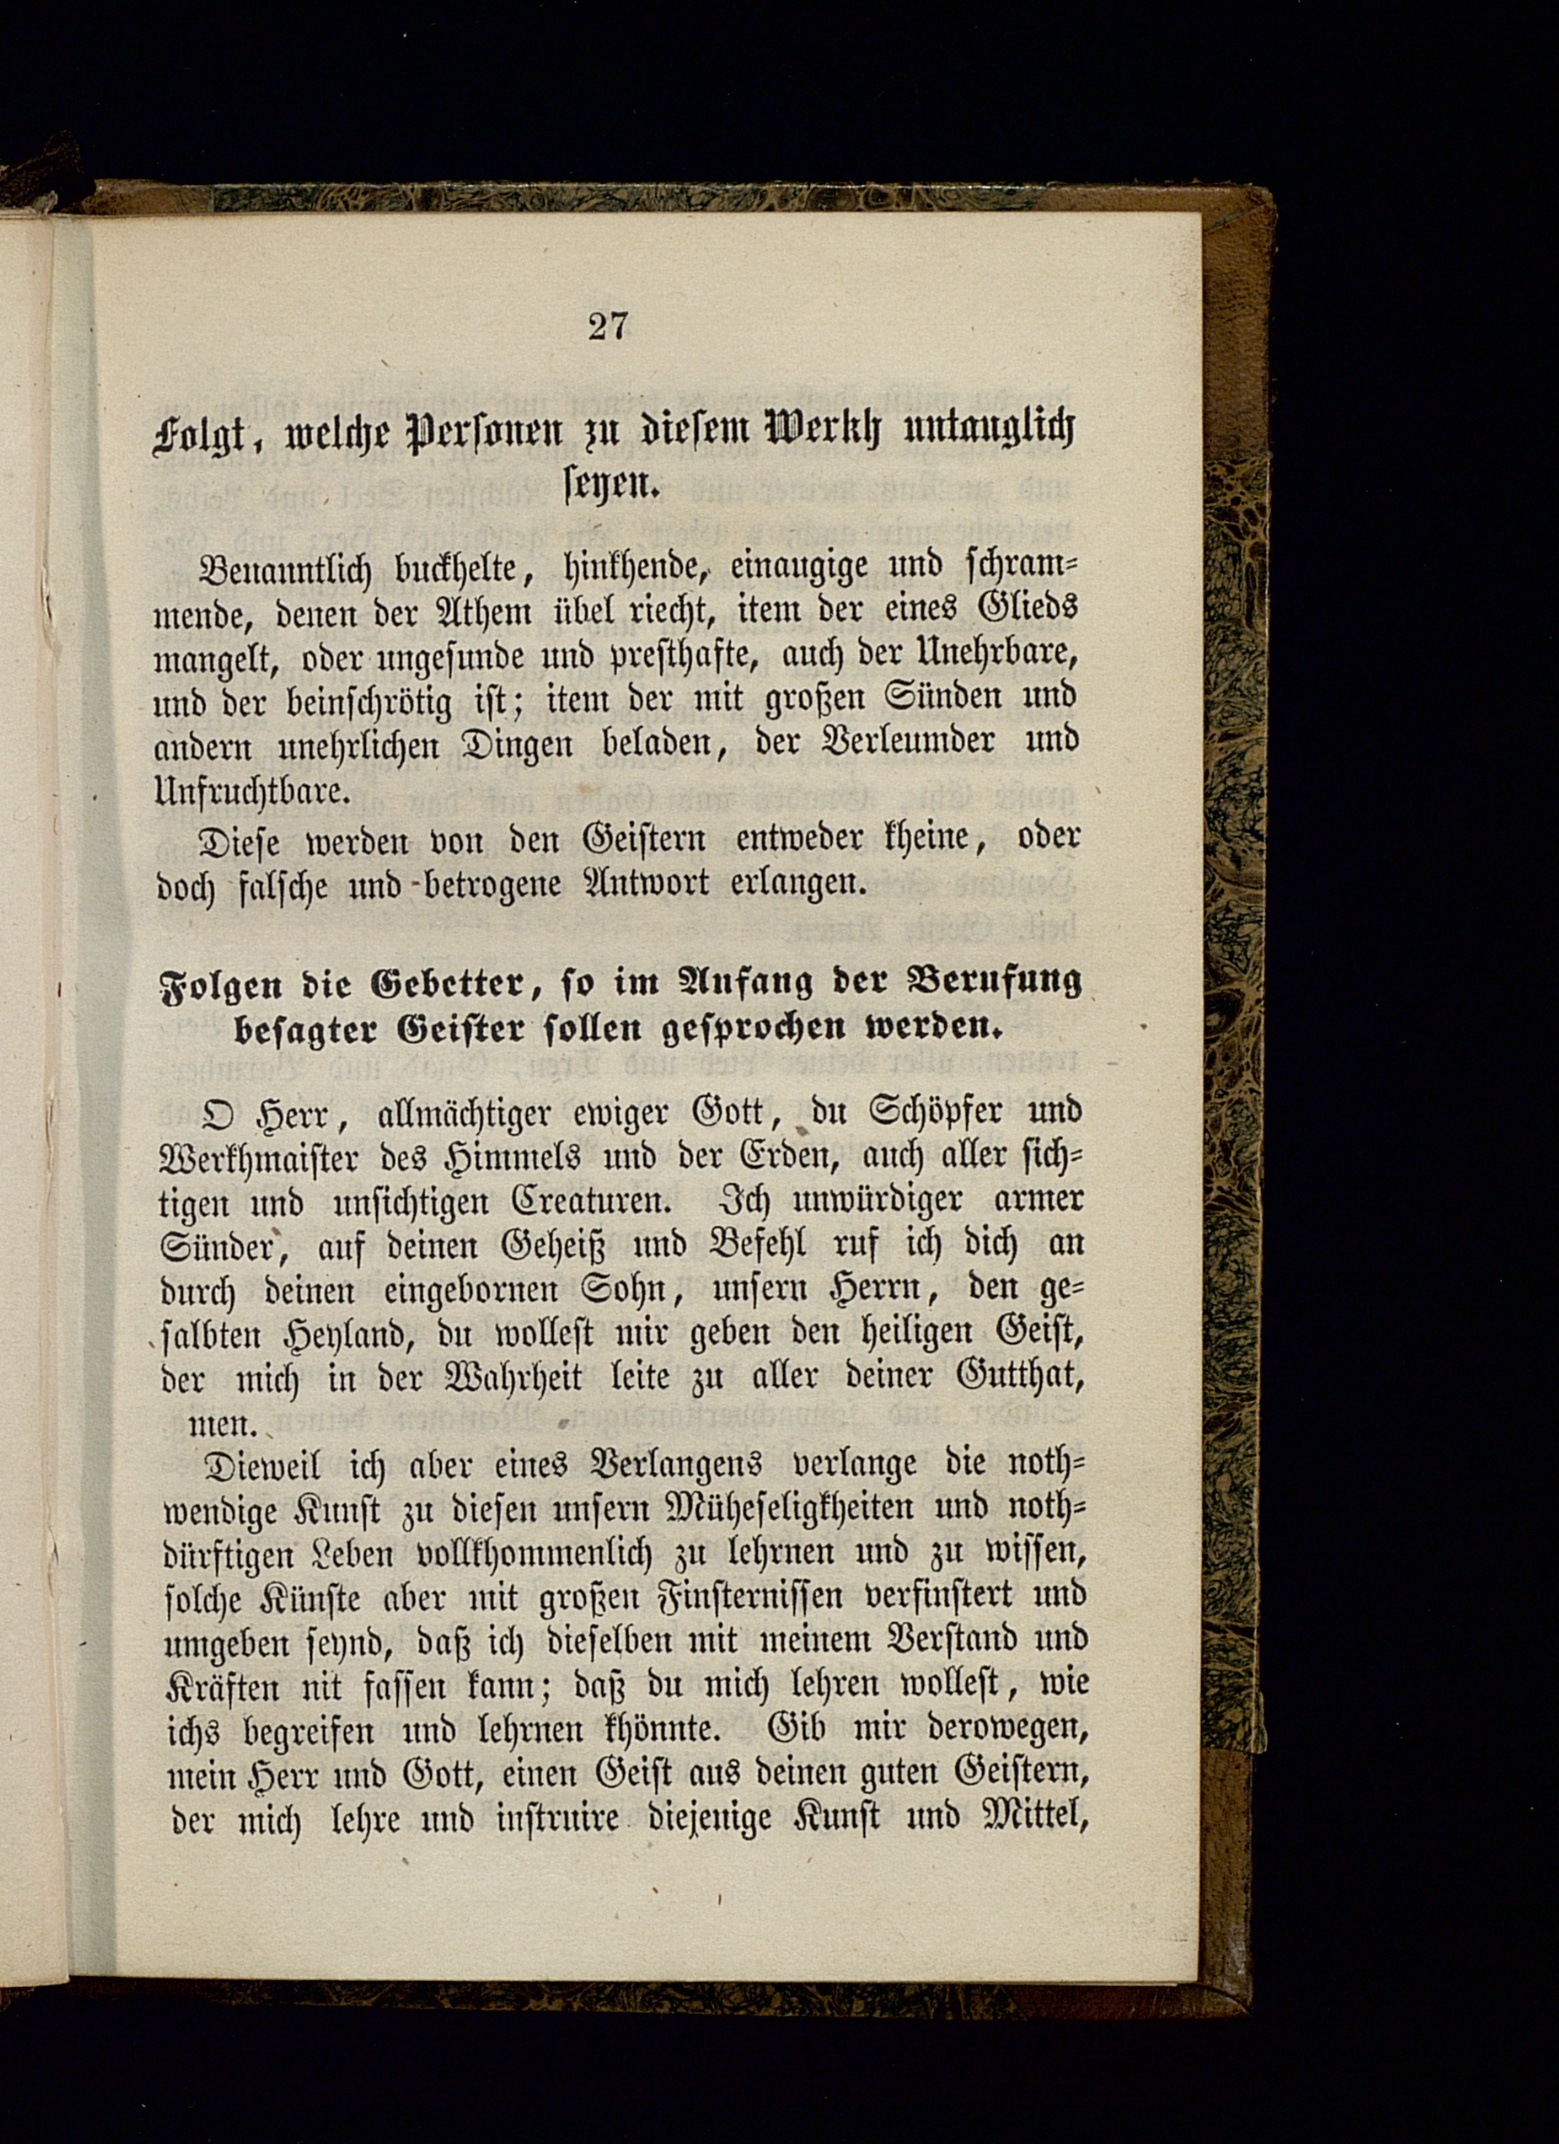 27
Folgt, welche Personen zu diesem Werkh untauglich
seyen.
Benanntlich buckhelte, hinkhende, einaugige und schram=
mende, denen der Athem übel riecht, item der eines Glieds
mangelt, oder ungesunde und presthafte, auch der Unehrbare,
und der beinschrötig ist; item der mit großen Sünden und
andern unehrlichen Dingen beladen, der Verleumder und
Unfruchtbare.
Diese werden von den Geistern entweder kheine, oder
doch falsche und betrogene Antwort erlangen.
Folgen die Gebetter, so im Anfang der Berufung
besagter Geister sollen gesprochen werden.
O Herr, allmächtiger ewiger Gott, du Schöpfer und
Werkhmaister des Himmels und der Erden, auch aller sich=
tigen und unsichtigen Creaturen. Ich unwürdiger armer
Sünder, auf deinen Geheiß und Befehl ruf ich dich an
durch deinen eingebornen Sohn, unsern Herrn, den ge=
salbten Heyland, du wollest mir geben den heiligen Geist,
der mich in der Wahrheit leite zu aller deiner Gutthat,
men.
Dieweil ich aber eines Verlangens verlange die noth=
wendige Kunst zu diesen unsern Müheseligkheiten und noth=
dürftigen Leben vollkhommenlich zu lehrnen und zu wissen,
solche Künste aber mit großen Finsternissen verfinstert und
umgeben seynd, daß ich dieselben mit meinem Verstand und
Kräften nit fassen kann; daß du mich lehren wollest, wie
ichs begreifen und lehrnen khönnte. Gib mir derowegen,
mein Herr und Gott, einen Geist aus deinen guten Geistern,
der mich lehre und instruire diejenige Kunst und Mittel,